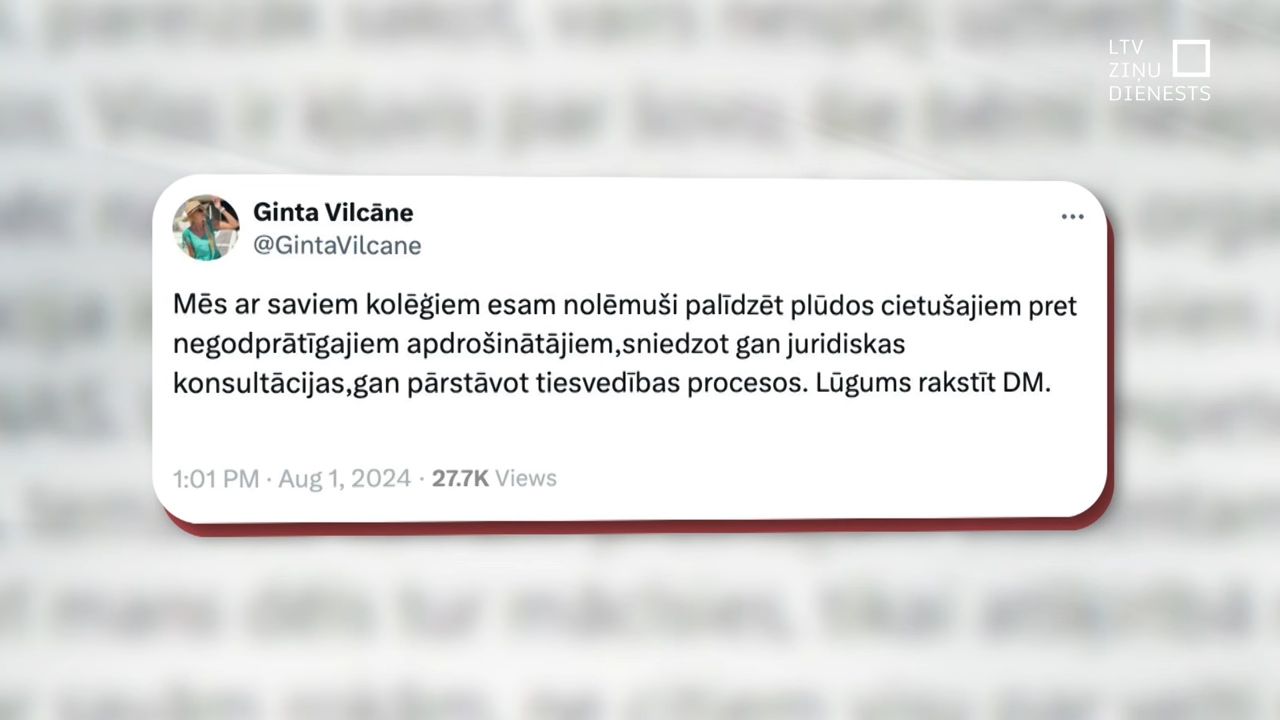 LTV
ZIŅU
DIENESTS
Ginta Vilcāne
@GintaVilcane
Mēs ar saviem kolēģiem esam nolēmuši palīdzēt plūdos cietušajiem pret
negodprātīgajiem apdrošinātājiem,sniedzot gan juridiskas
konsultācijas,gan pārstāvot tiesvedības procesos. Lūgums rakstīt DM.
1:01 PM · Aug 1, 2024 · 27.7K Views